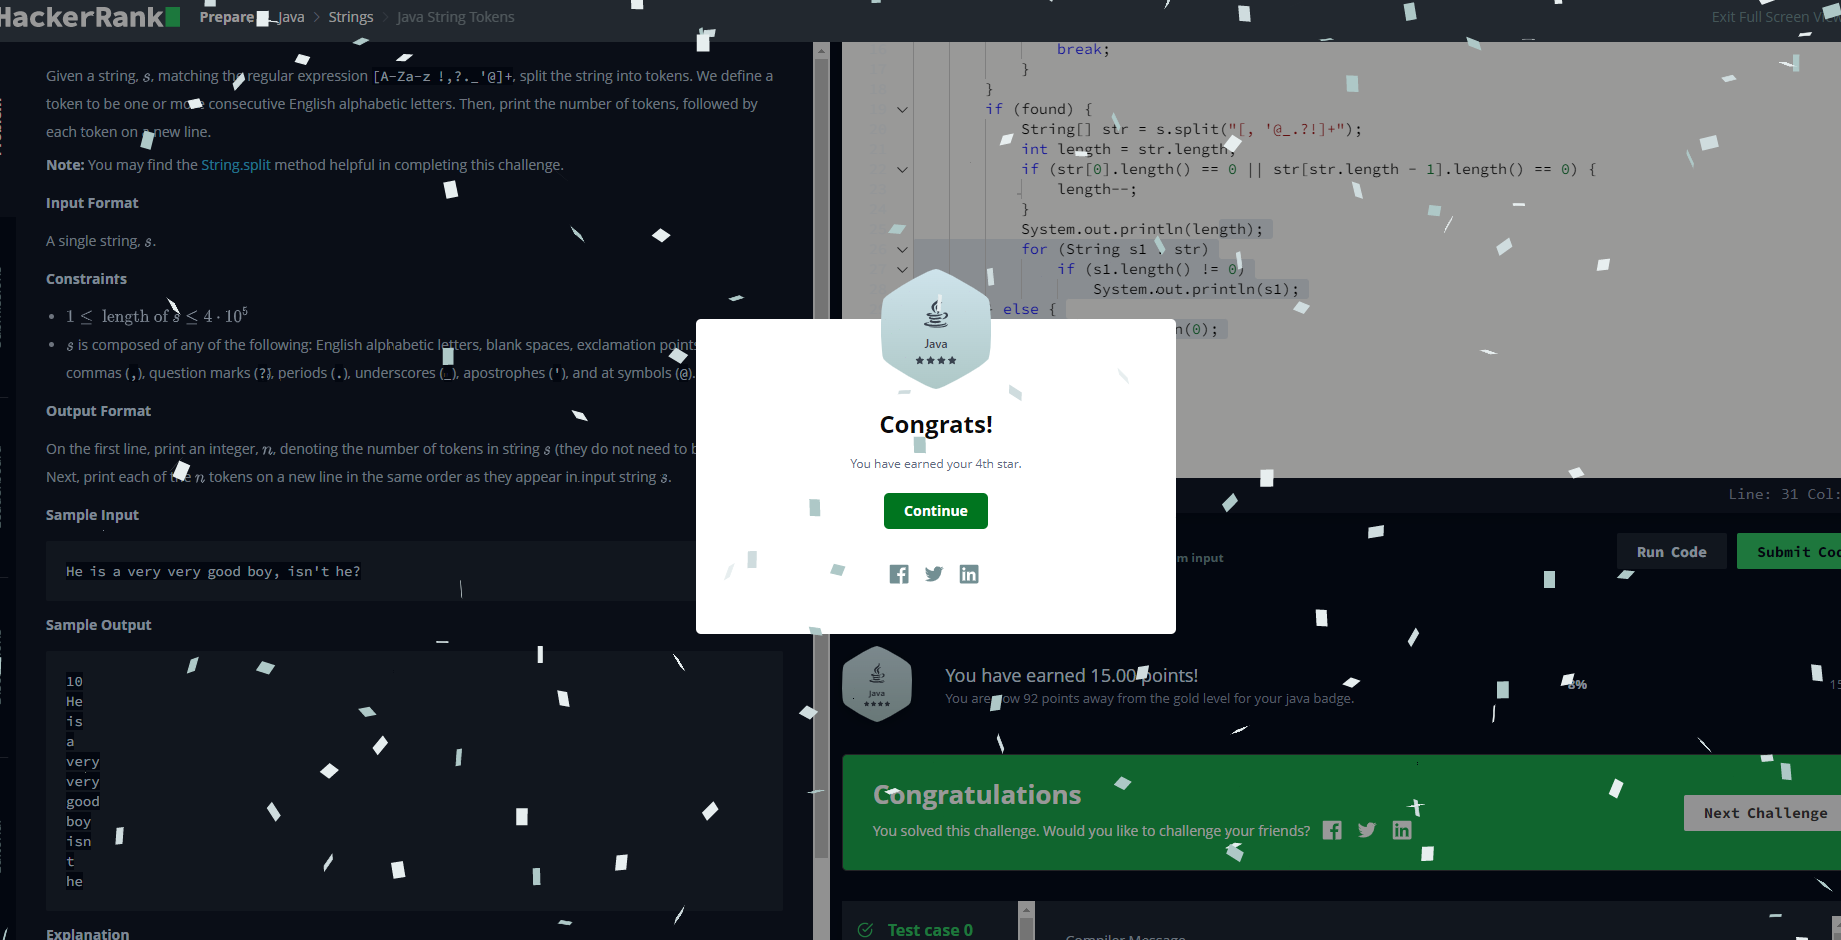 HackerRank
Prepare Java Strings Java String Tokens
Exit Full Screen View
Given a string, s, matching the regular expression [A-Za-z !,?._'@]+, split the string into tokens. We define a
token to be one or more consecutive English alphabetic letters. Then, print the number of tokens, followed by
each token on a new line.
Note: You may find the String.split method helpful in completing this challenge.
Input Format
A single string, s.
Constraints
• 1 ≤ length of s ≤ 4 · 10⁵
• s is composed of any of the following: English alphabetic letters, blank spaces, exclamation points
commas (,), question marks (?), periods (.), underscores (_), apostrophes ('), and at symbols (@).
Output Format
On the first line, print an integer, n, denoting the number of tokens in string s (they do not need to b
Next, print each of the n tokens on a new line in the same order as they appear in input string s.
Sample Input
He is a very very good boy, isn't he?
Sample Output
10
He
is
a
very
very
good
boy
isn
t
he
Explanation
break;
}
}
if (found) {
String[] str = s.split("[, '@_.?!]+");
int length = str.length;
if (str[0].length() == 0 || str[str.length - 1].length() == 0) {
length--;
}
System.out.println(length);
for (String s1 : str)
if (s1.length() != 0)
System.out.println(s1);
else {
n(0);
Line: 31 Col:
Java
Congrats!
You have earned your 4th star.
Continue
m input
Run Code
Submit Coo
Java
You have earned 15.00 points!
You are now 92 points away from the gold level for your java badge.
8%
15
Congratulations
You solved this challenge. Would you like to challenge your friends?
Next Challenge
Test case 0
Compiler Message